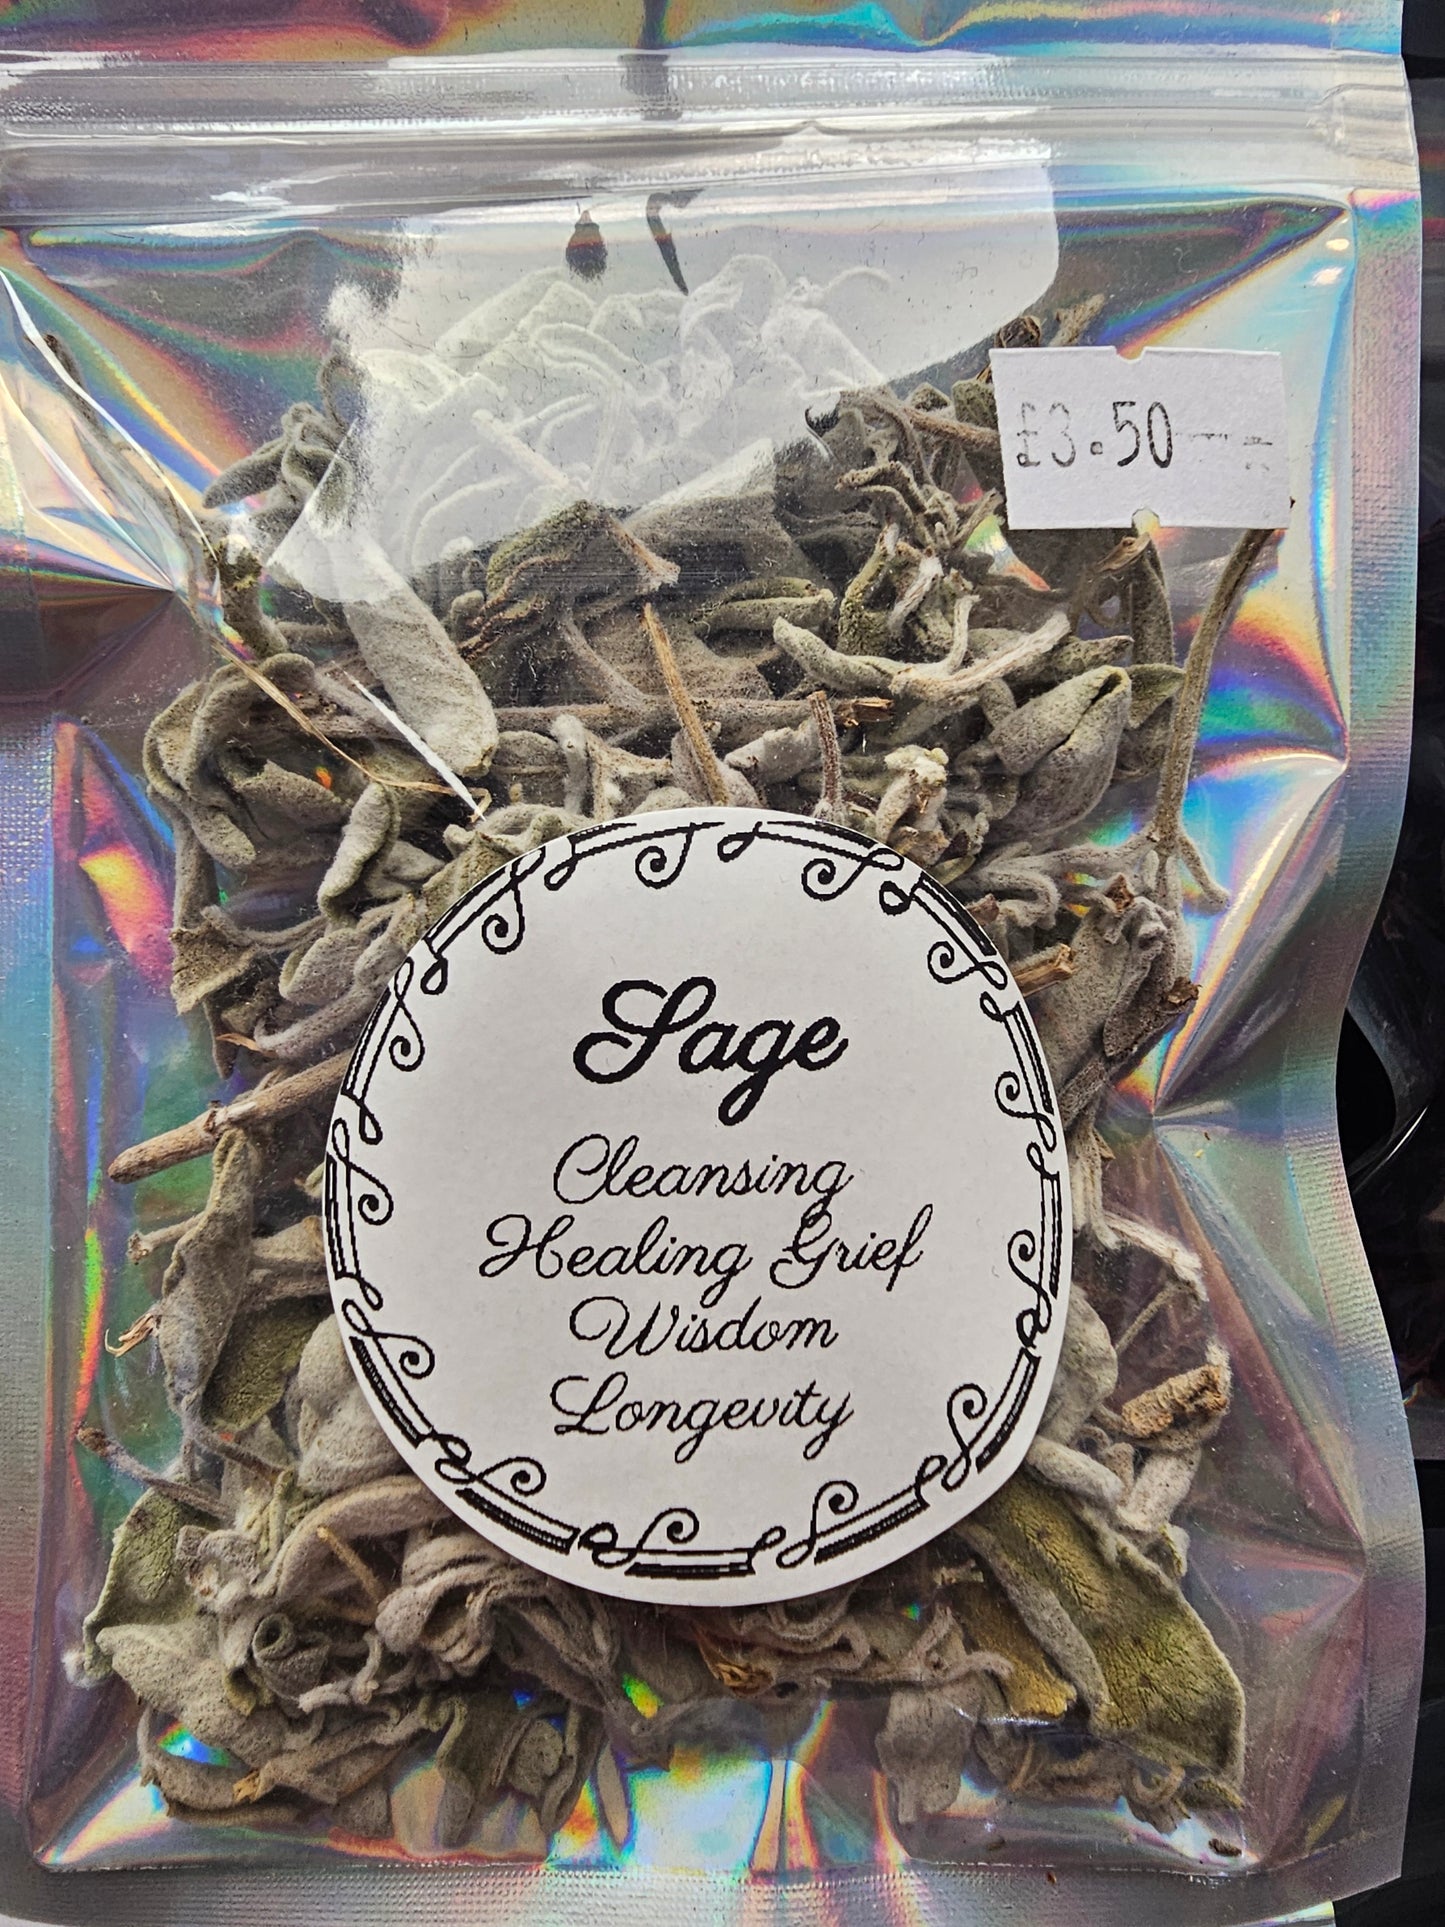 £3.50
Sage
Cleansing
Healing Grief
Wisdom
Longevity